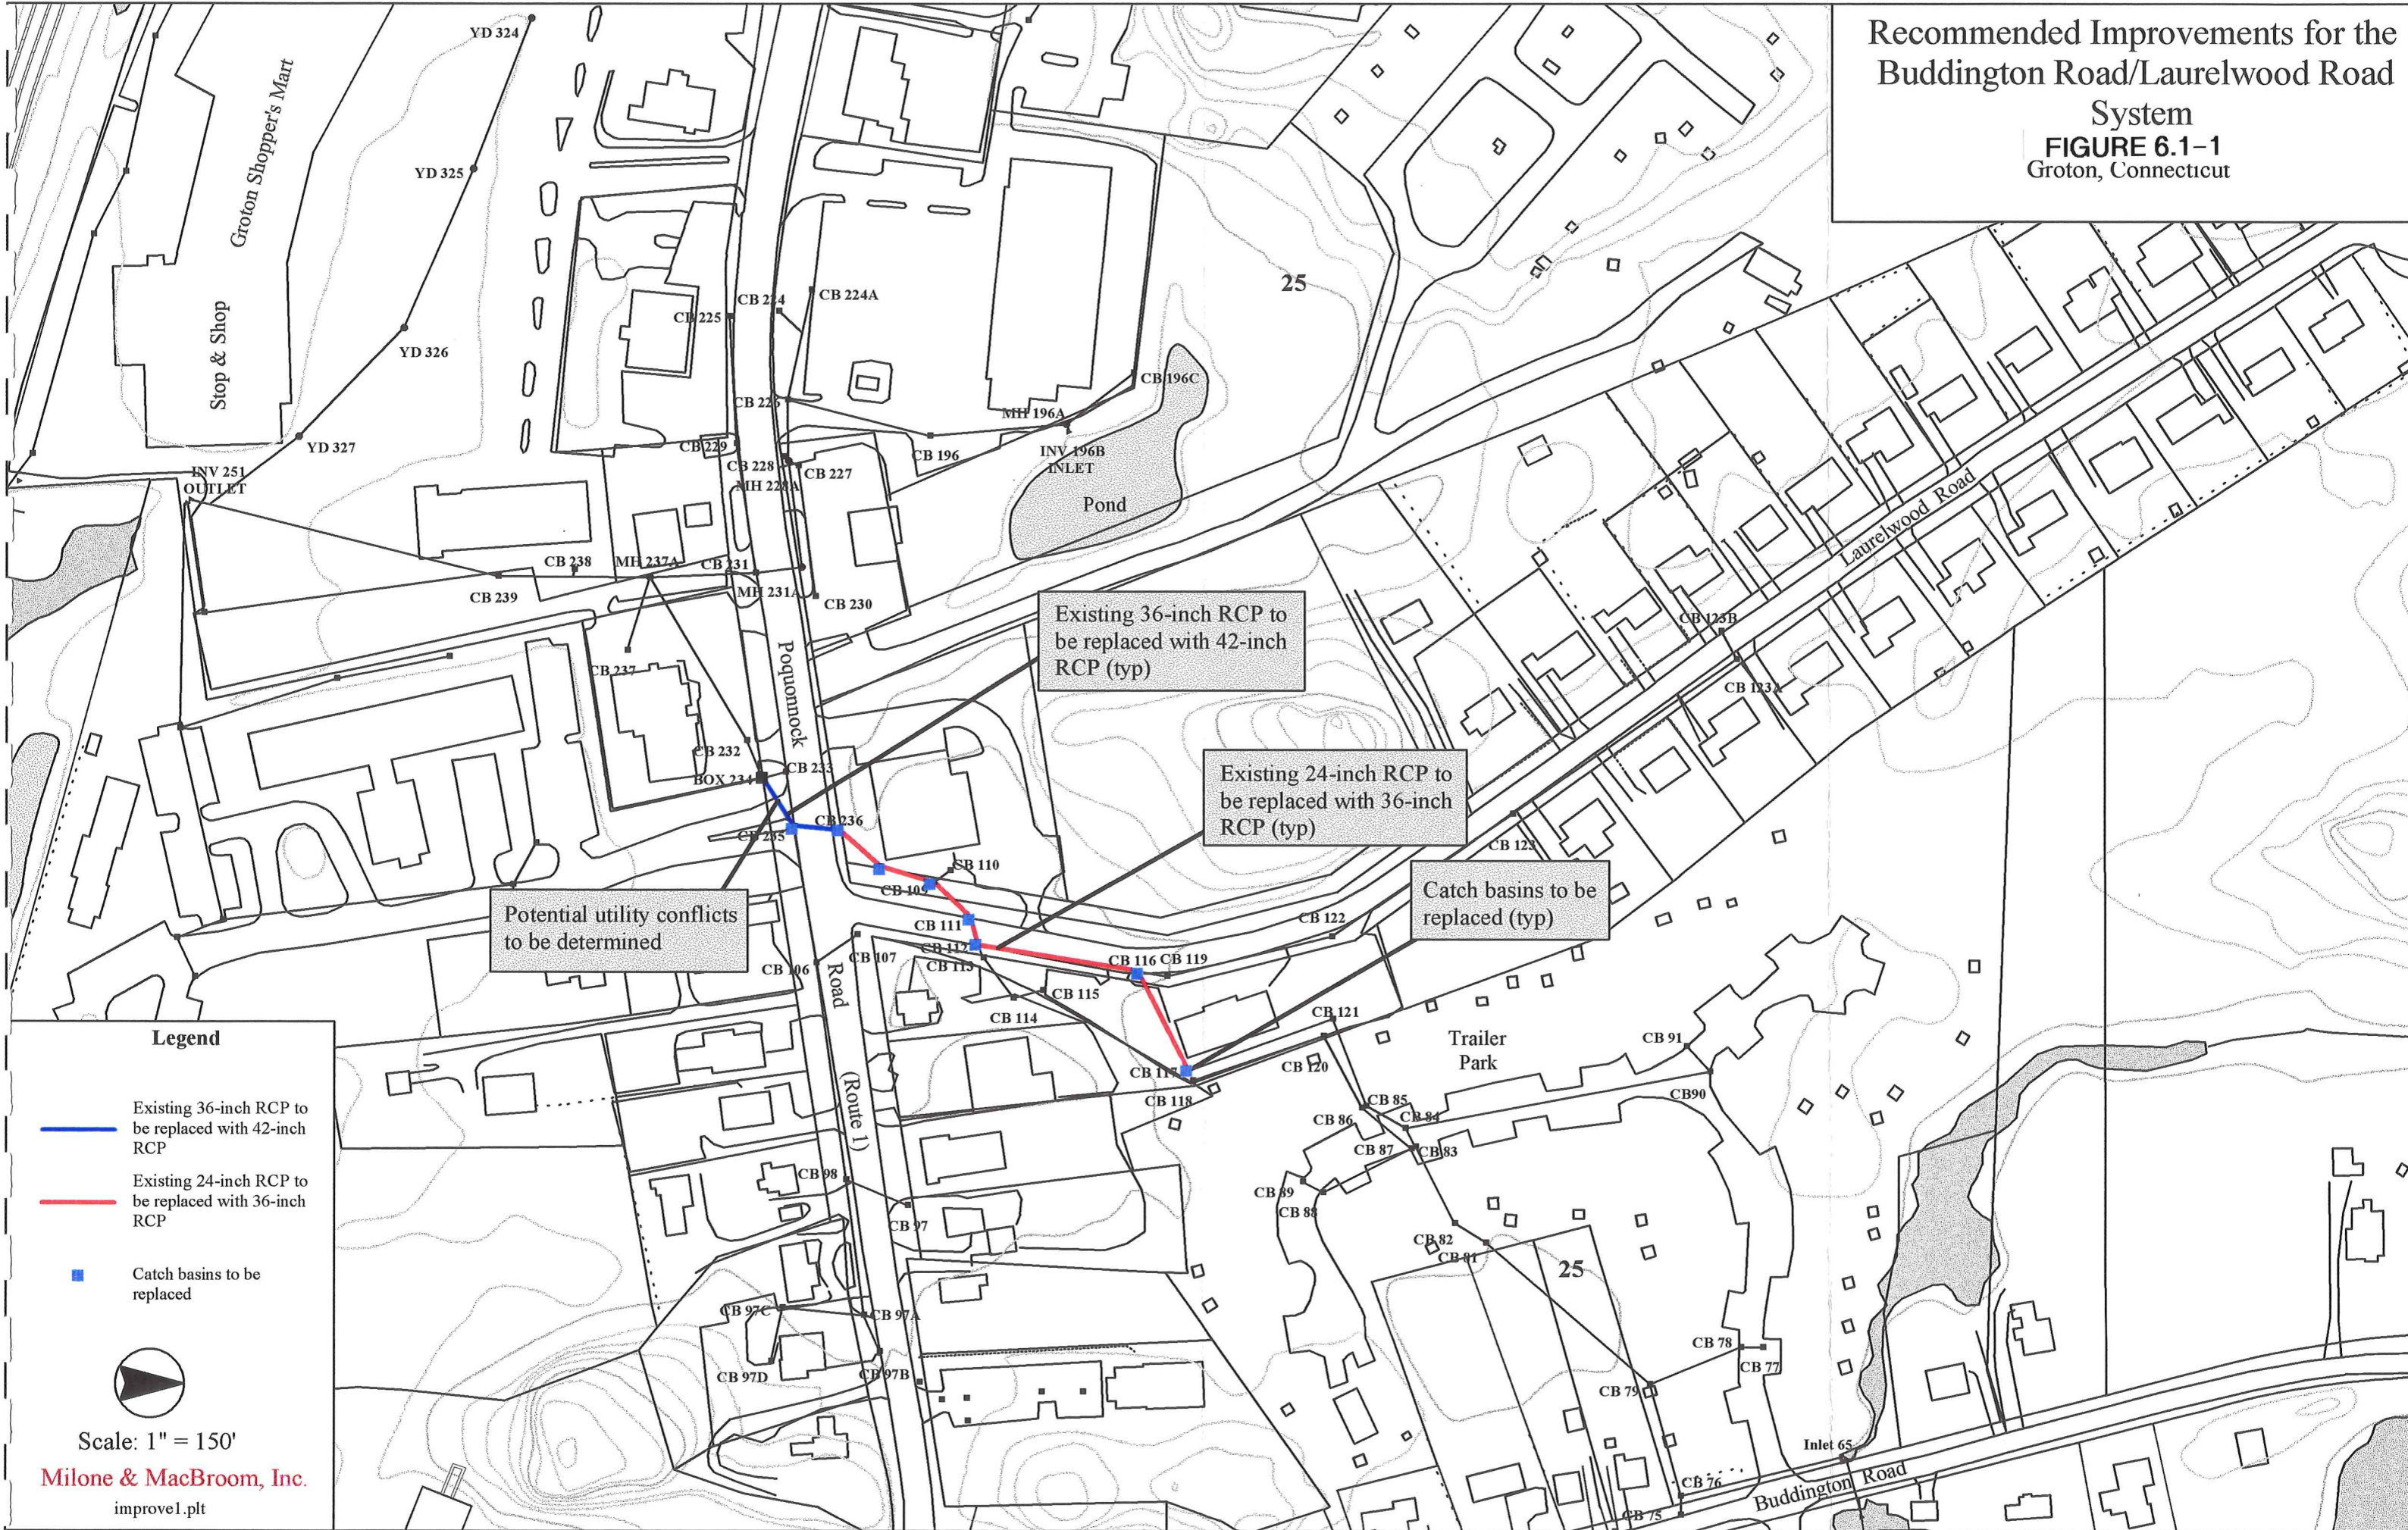 Recommended Improvements for the
Buddington Road/Laurelwood Road
System
FIGURE 6.1-1
Groton, Connecticut
YD 324
Groton Shopper's Mart
YD 325
25
CB 224
CB 224A
CB 225
Stop & Shop
YD 326
CB 196C
CB 226
MH 196A
YD 327
CB 229
CB 196
INV 196B
INLET
CB 228
CB 227
INV 251
OUTLET
MH 228A
Pond
Laurelwood Road
CB 238
MH 237A
CB 231
CB 239
MH 231A
CB 230
Existing 36-inch RCP to
be replaced with 42-inch
RCP (typ)
CB 123B
CB 237
CB 123A
Poquonnock
CB 232
CB 233
BOX 234
Existing 24-inch RCP to
be replaced with 36-inch
RCP (typ)
CB 236
CB 235
CB 123
CB 110
CB 109
Catch basins to be
replaced (typ)
Potential utility conflicts
to be determined
CB 111
CB 122
CB 112
CB 107
CB 113
CB 116
CB 119
CB 106
Road
CB 115
CB 114
CB 121
Trailer
Park
CB 91
CB 120
CB 117
CB 118
CB90
CB 85
CB 84
CB 86
CB 87
CB 83
(Route 1)
CB 98
CB 89
CB 88
CB 97
CB 82
CB 81
25
CB 97C
CB 97A
CB 78
CB 77
CB 97D
CB 97B
CB 79
Inlet 65
CB 76
CB 75
Buddington Road
Legend
Existing 36-inch RCP to
be replaced with 42-inch
RCP
Existing 24-inch RCP to
be replaced with 36-inch
RCP
Catch basins to be
replaced
Scale: 1" = 150'
Milone & MacBroom, Inc.
improve1.plt